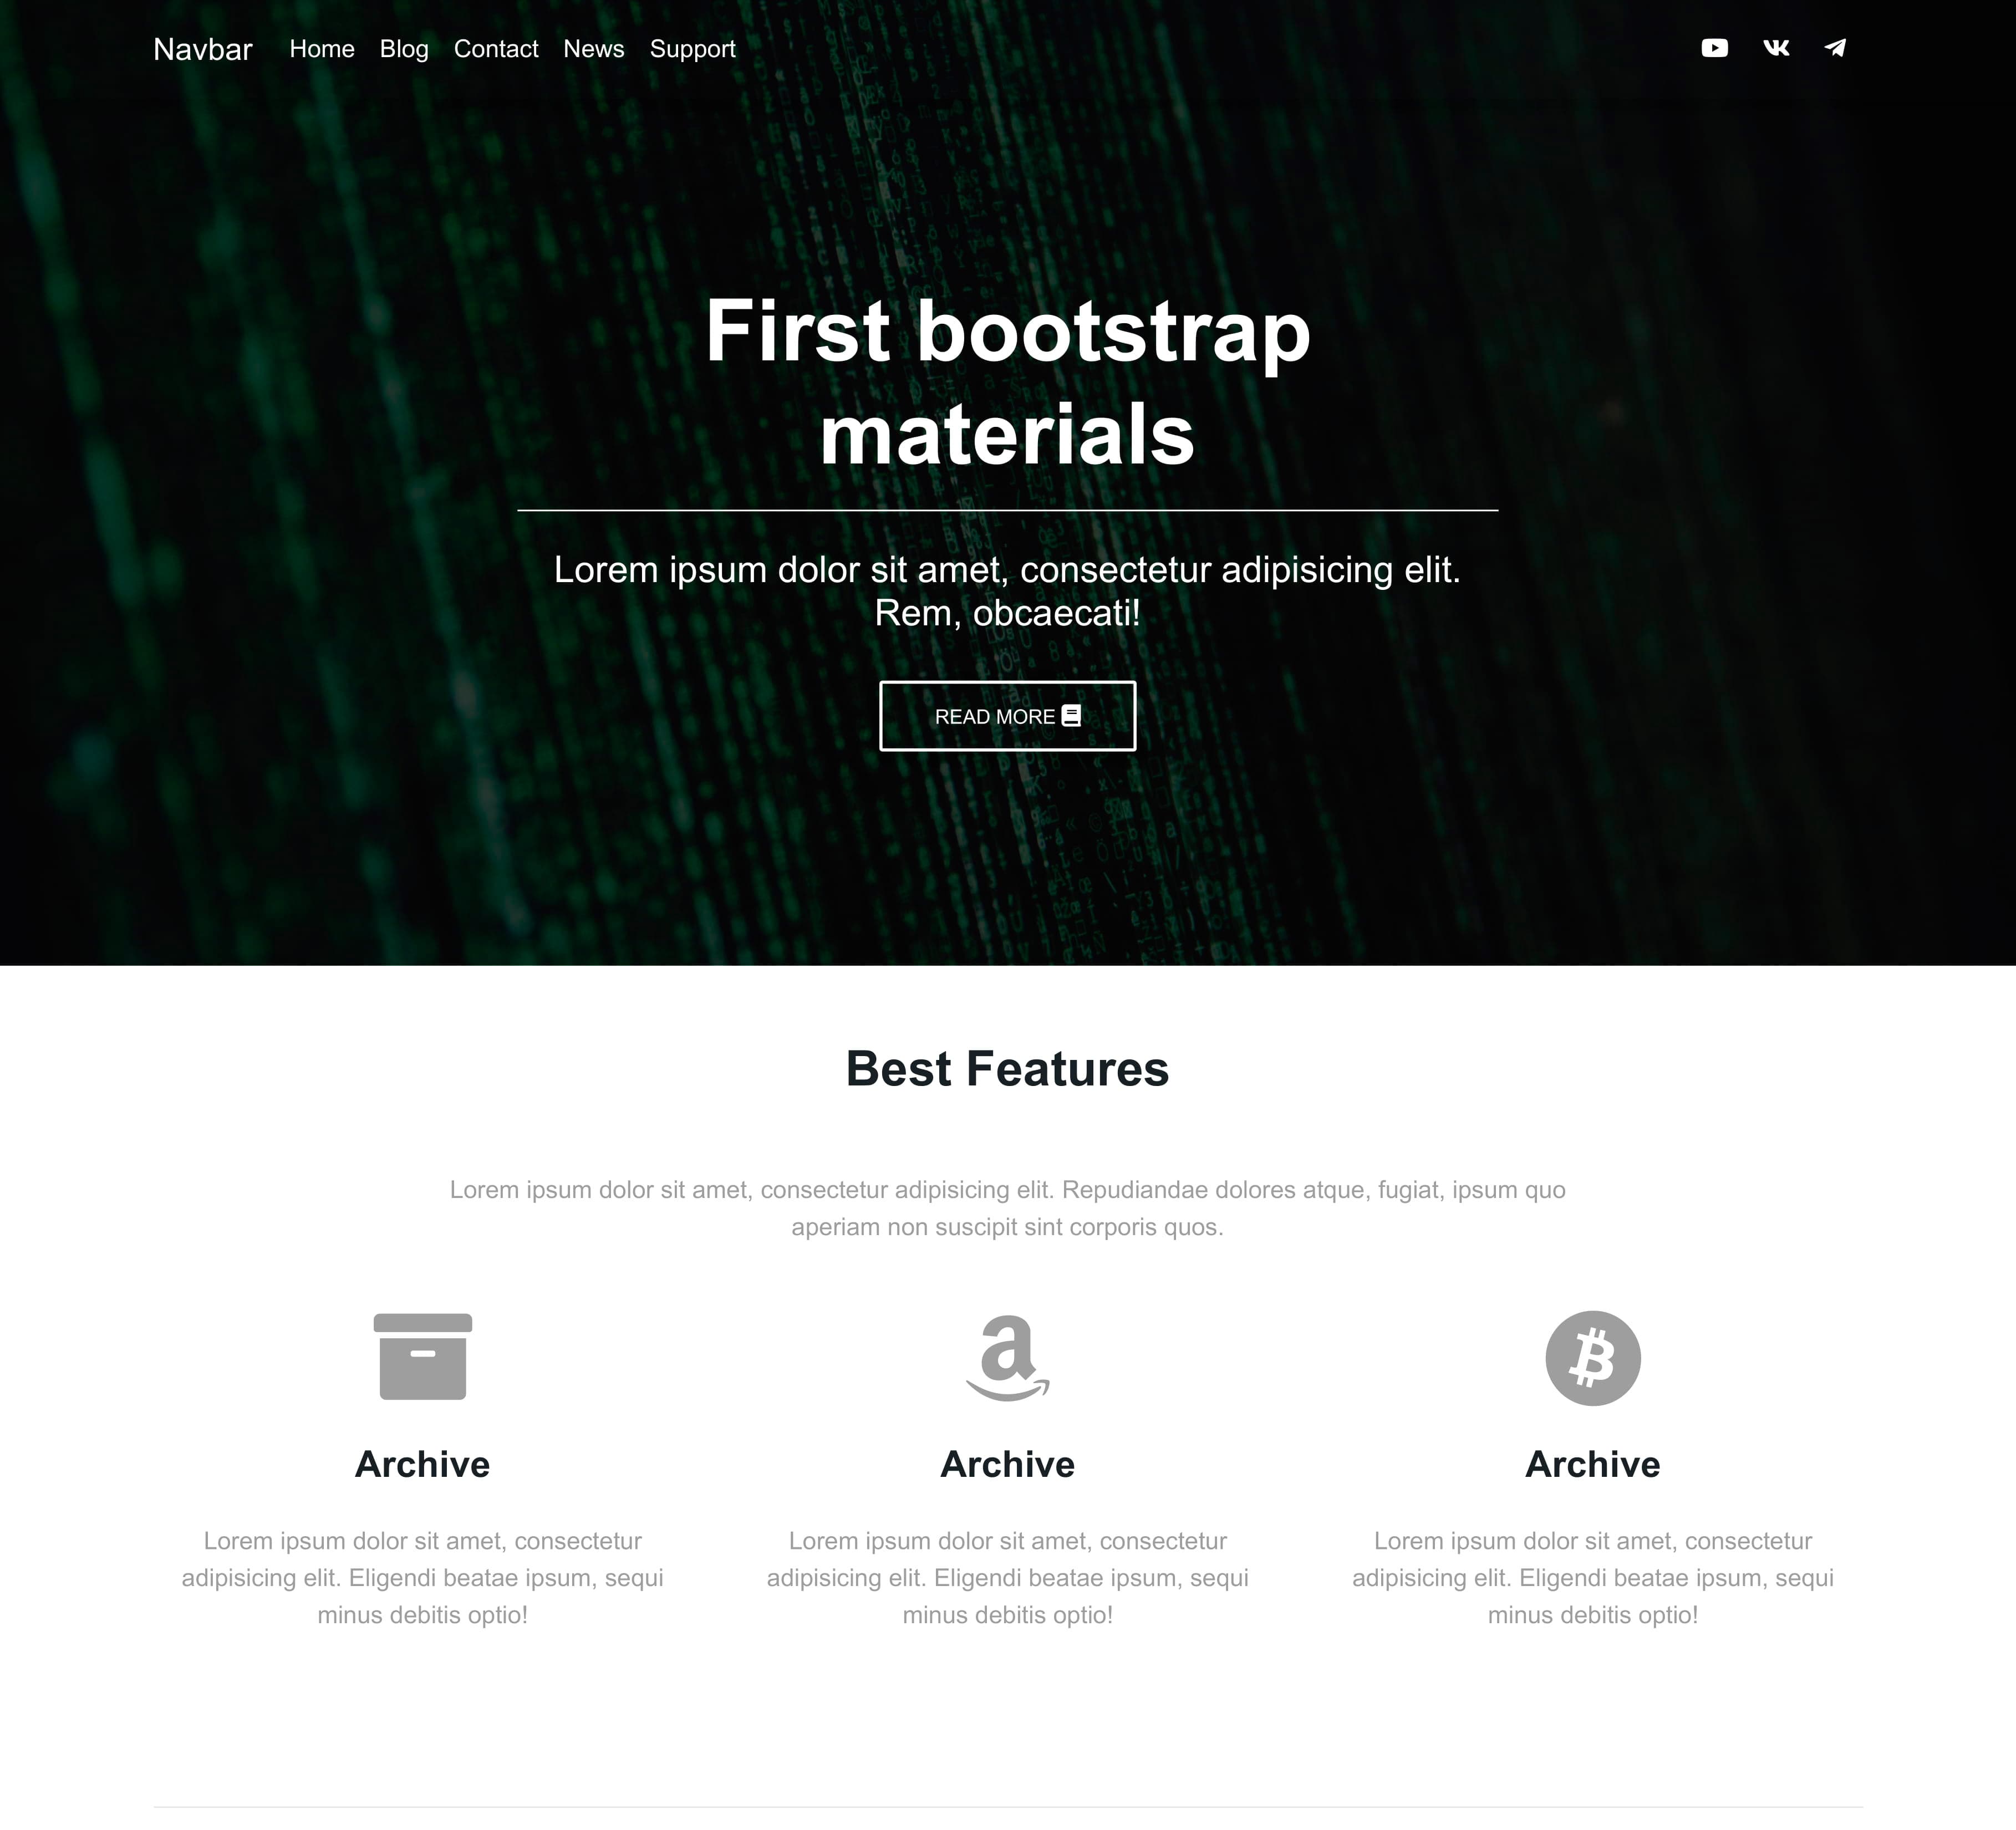 Navbar Home Blog Contact News Support
First bootstrap
materials
Lorem ipsum dolor sit amet, consectetur adipisicing elit.
Rem, obcaecati!
READ MORE
Best Features
Lorem ipsum dolor sit amet, consectetur adipisicing elit. Repudiandae dolores atque, fugiat, ipsum quo
aperiam non suscipit sint corporis quos.
Archive
Lorem ipsum dolor sit amet, consectetur
adipisicing elit. Eligendi beatae ipsum, sequi
minus debitis optio!
Archive
Lorem ipsum dolor sit amet, consectetur
adipisicing elit. Eligendi beatae ipsum, sequi
minus debitis optio!
Archive
Lorem ipsum dolor sit amet, consectetur
adipisicing elit. Eligendi beatae ipsum, sequi
minus debitis optio!